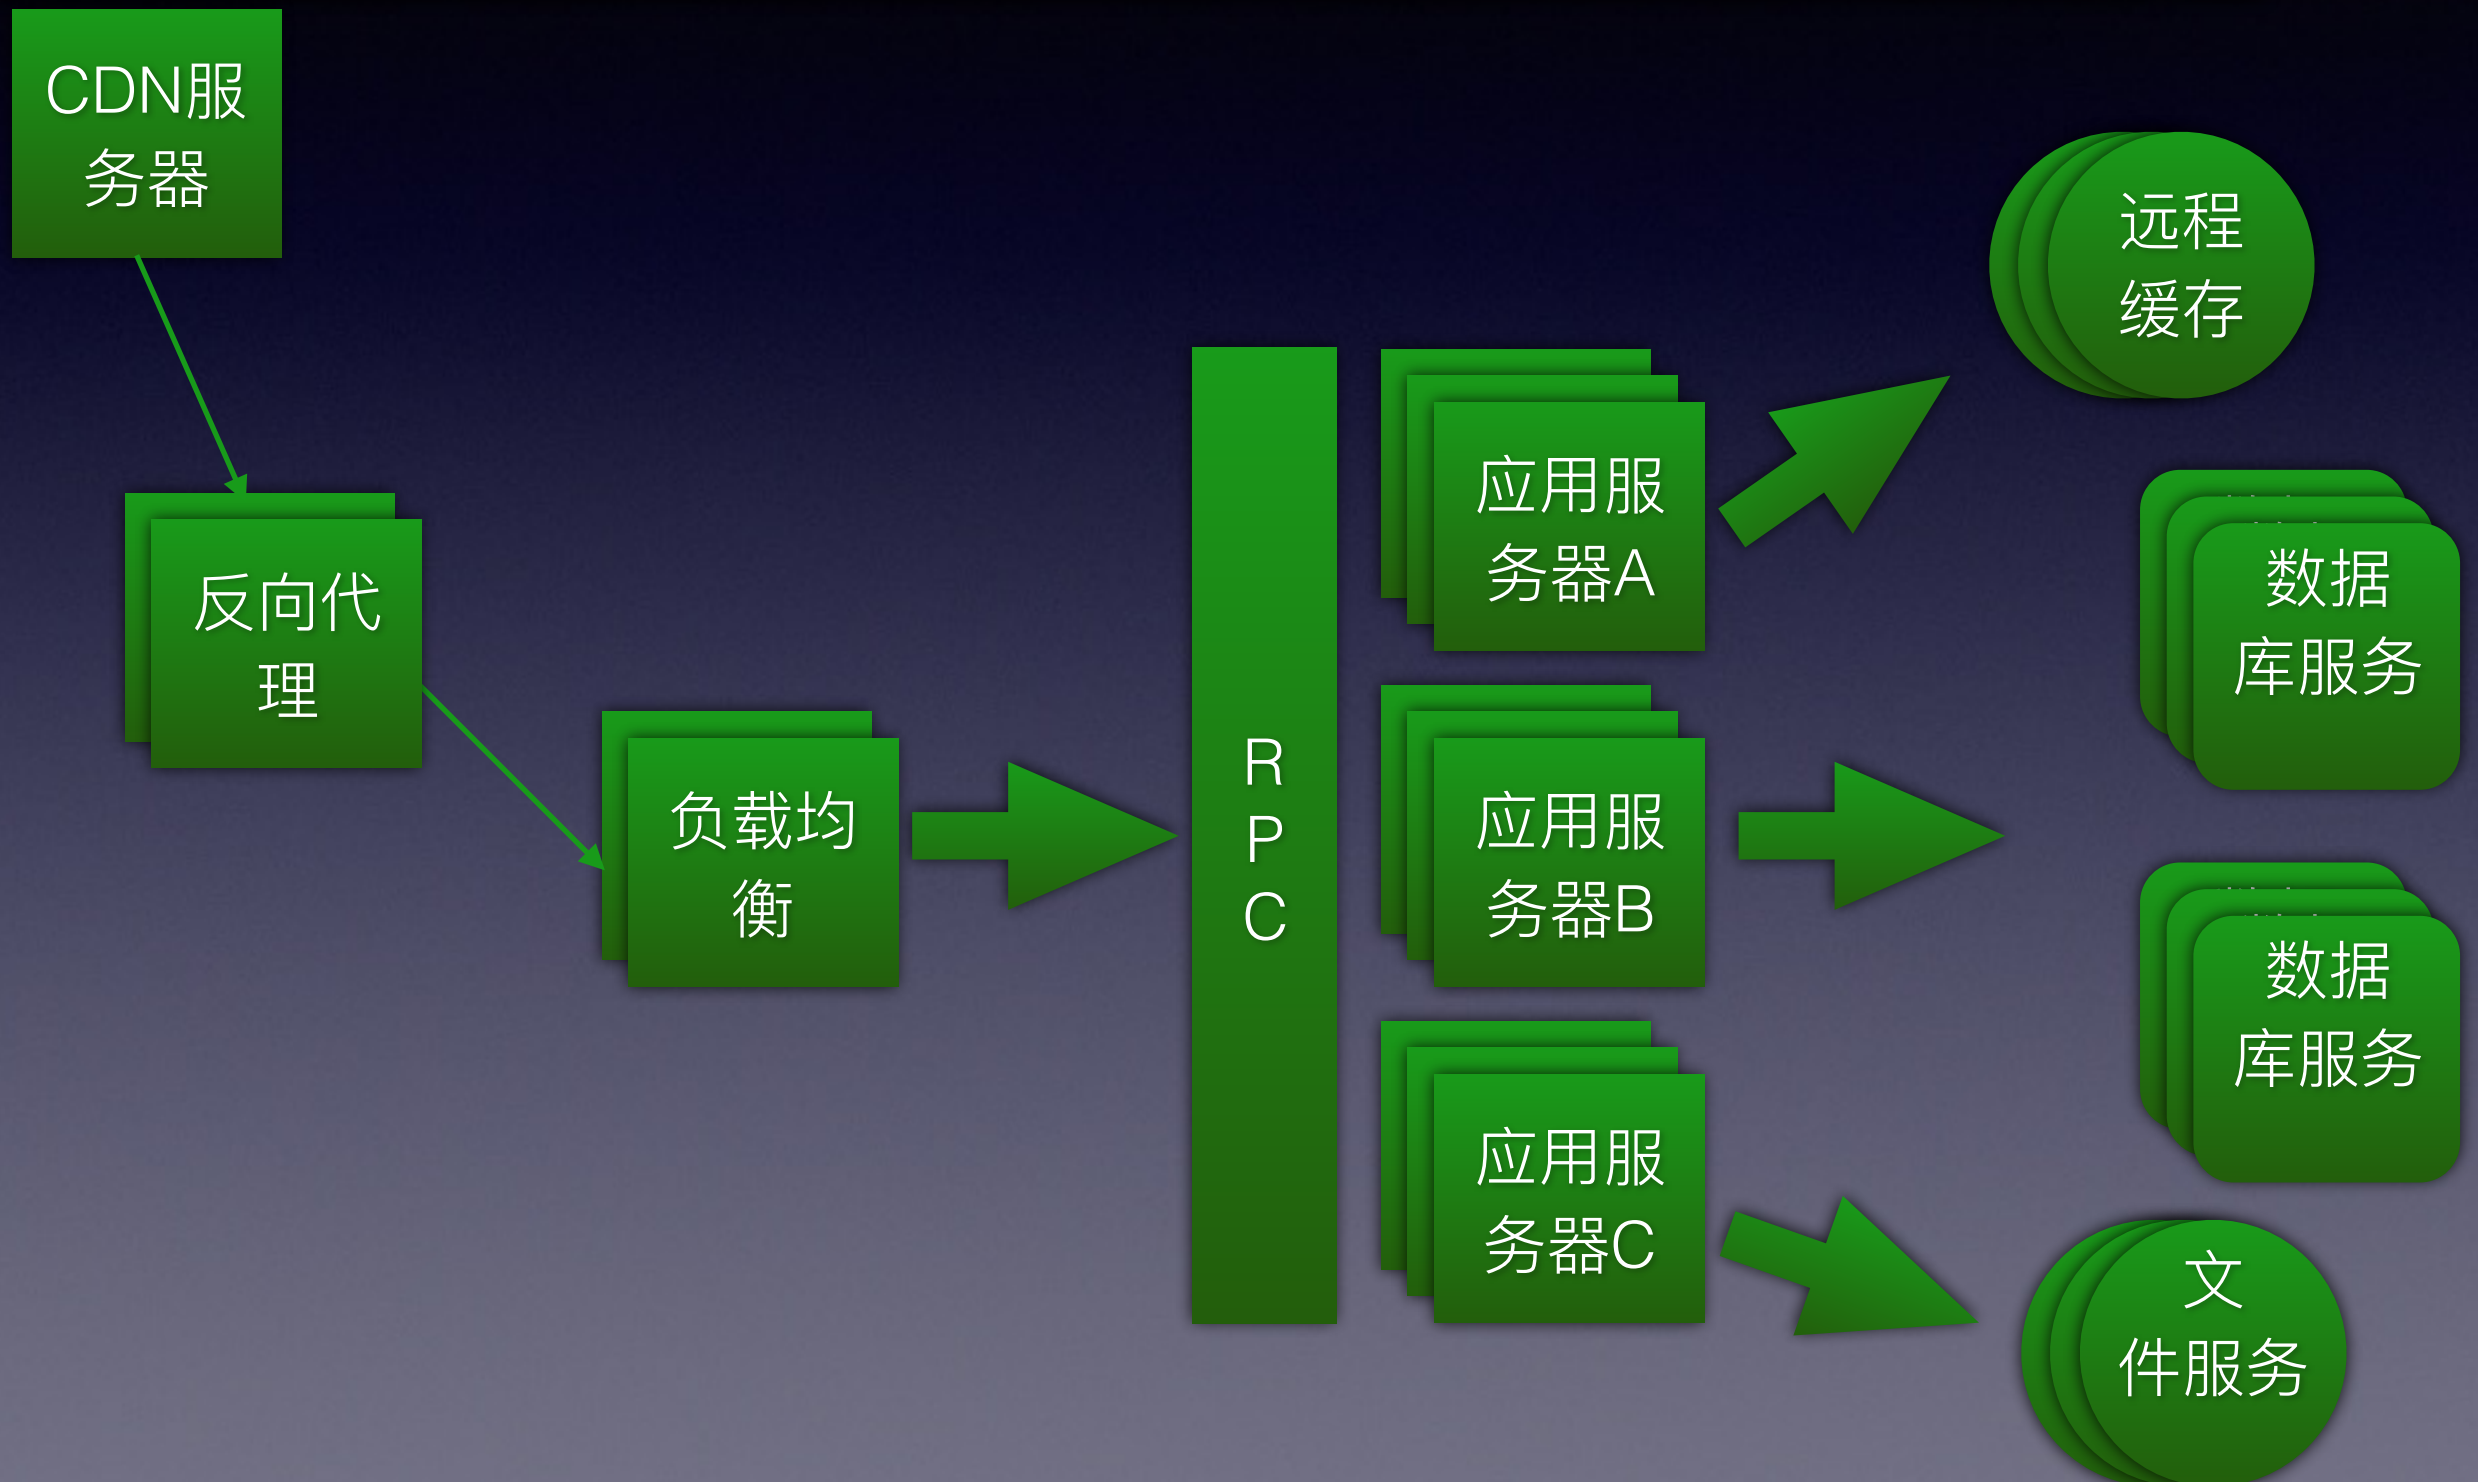 CDN服
务器
反向代
理
负载均
衡
R
P
C
应用服
务器A
应用服
务器B
应用服
务器C
远程
缓存
数据
库服务
数据
库服务
文
件服务